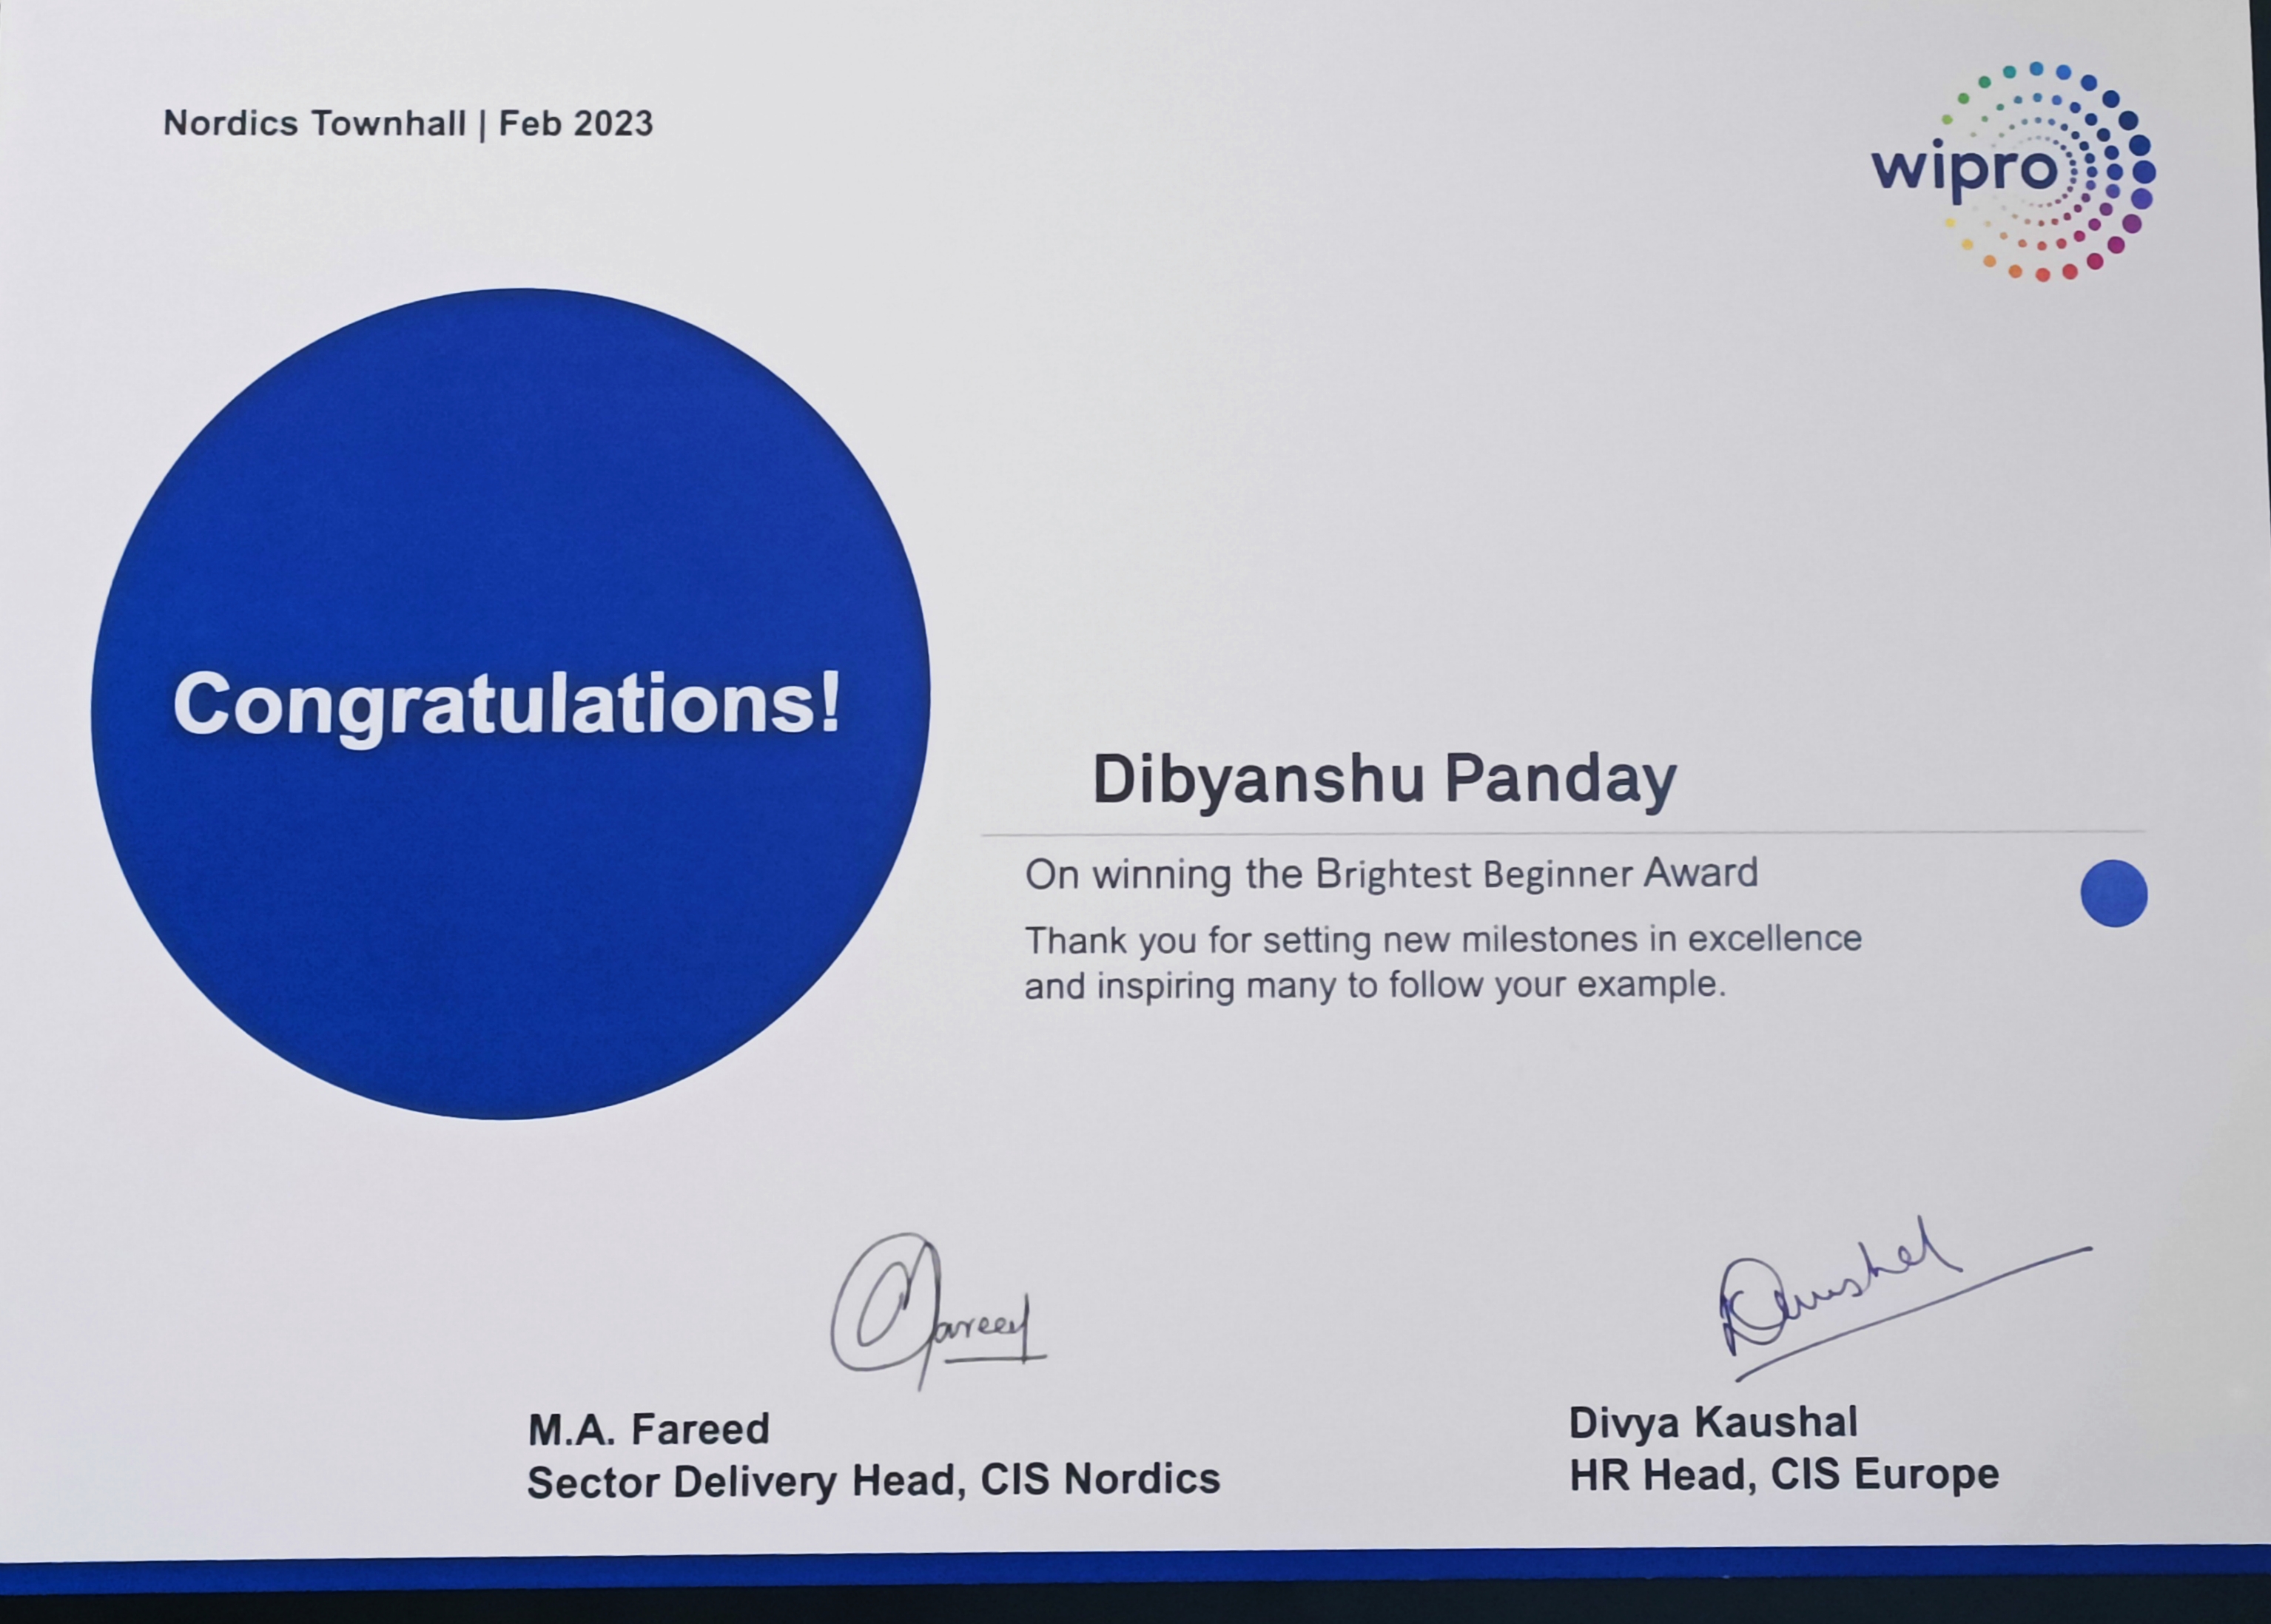 Nordics Townhall | Feb 2023
wipro
Congratulations!
Dibyanshu Panday
On winning the Brightest Beginner Award
Thank you for setting new milestones in excellence
and inspiring many to follow your example.
Fareed
Kaushal
M.A. Fareed
Sector Delivery Head, CIS Nordics
Divya Kaushal
HR Head, CIS Europe